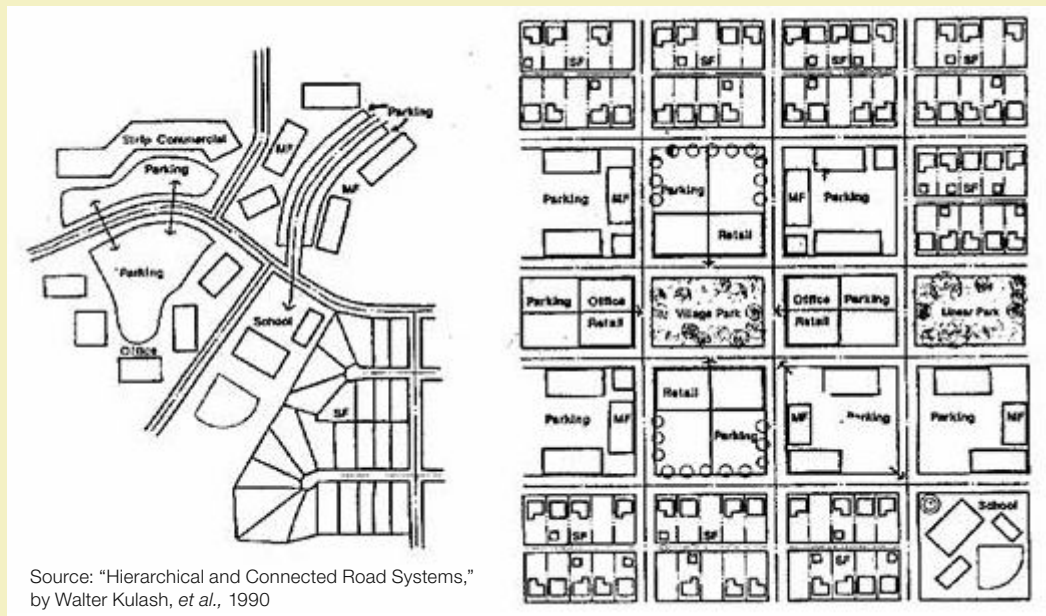 Strip Commercial
Parking
MF
Parking
MF
Parking
Office
School
SF
Source: “Hierarchical and Connected Road Systems,”
by Walter Kulash, et al., 1990
SF
SF
SF
SF
Parking
MF
Parking
Retail
MF
Parking
SF
Parking
Office
Retail
Village Park
Office
Parking
Retail
Linear Park
Parking
MF
Retail
Parking
MF
Parking
Parking
MF
SF
SF
SF
SF
School